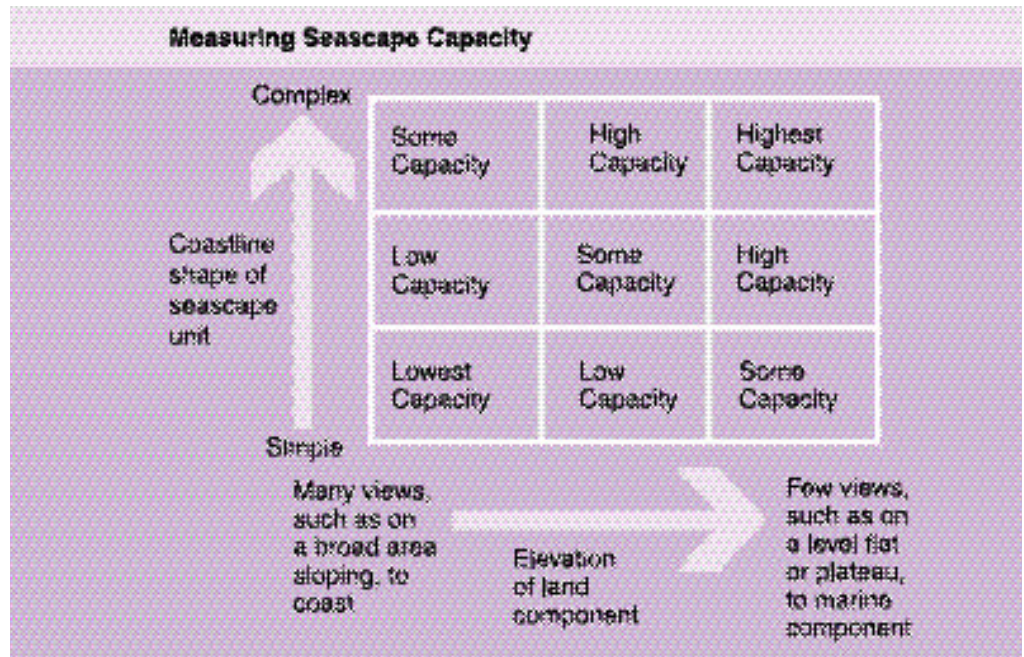 Measuring Seascape Capacity
Complex
Some
Capacity
High
Capacity
Highest
Capacity
Coastline
shape of
seascape
unit
Low
Capacity
Some
Capacity
High
Capacity
Lowest
Capacity
Low
Capacity
Some
Capacity
Simple
Many views,
such as on
a broad area
sloping, to
coast
Elevation
of land
component
Few views,
such as on
a level flat
or plateau,
to marine
component